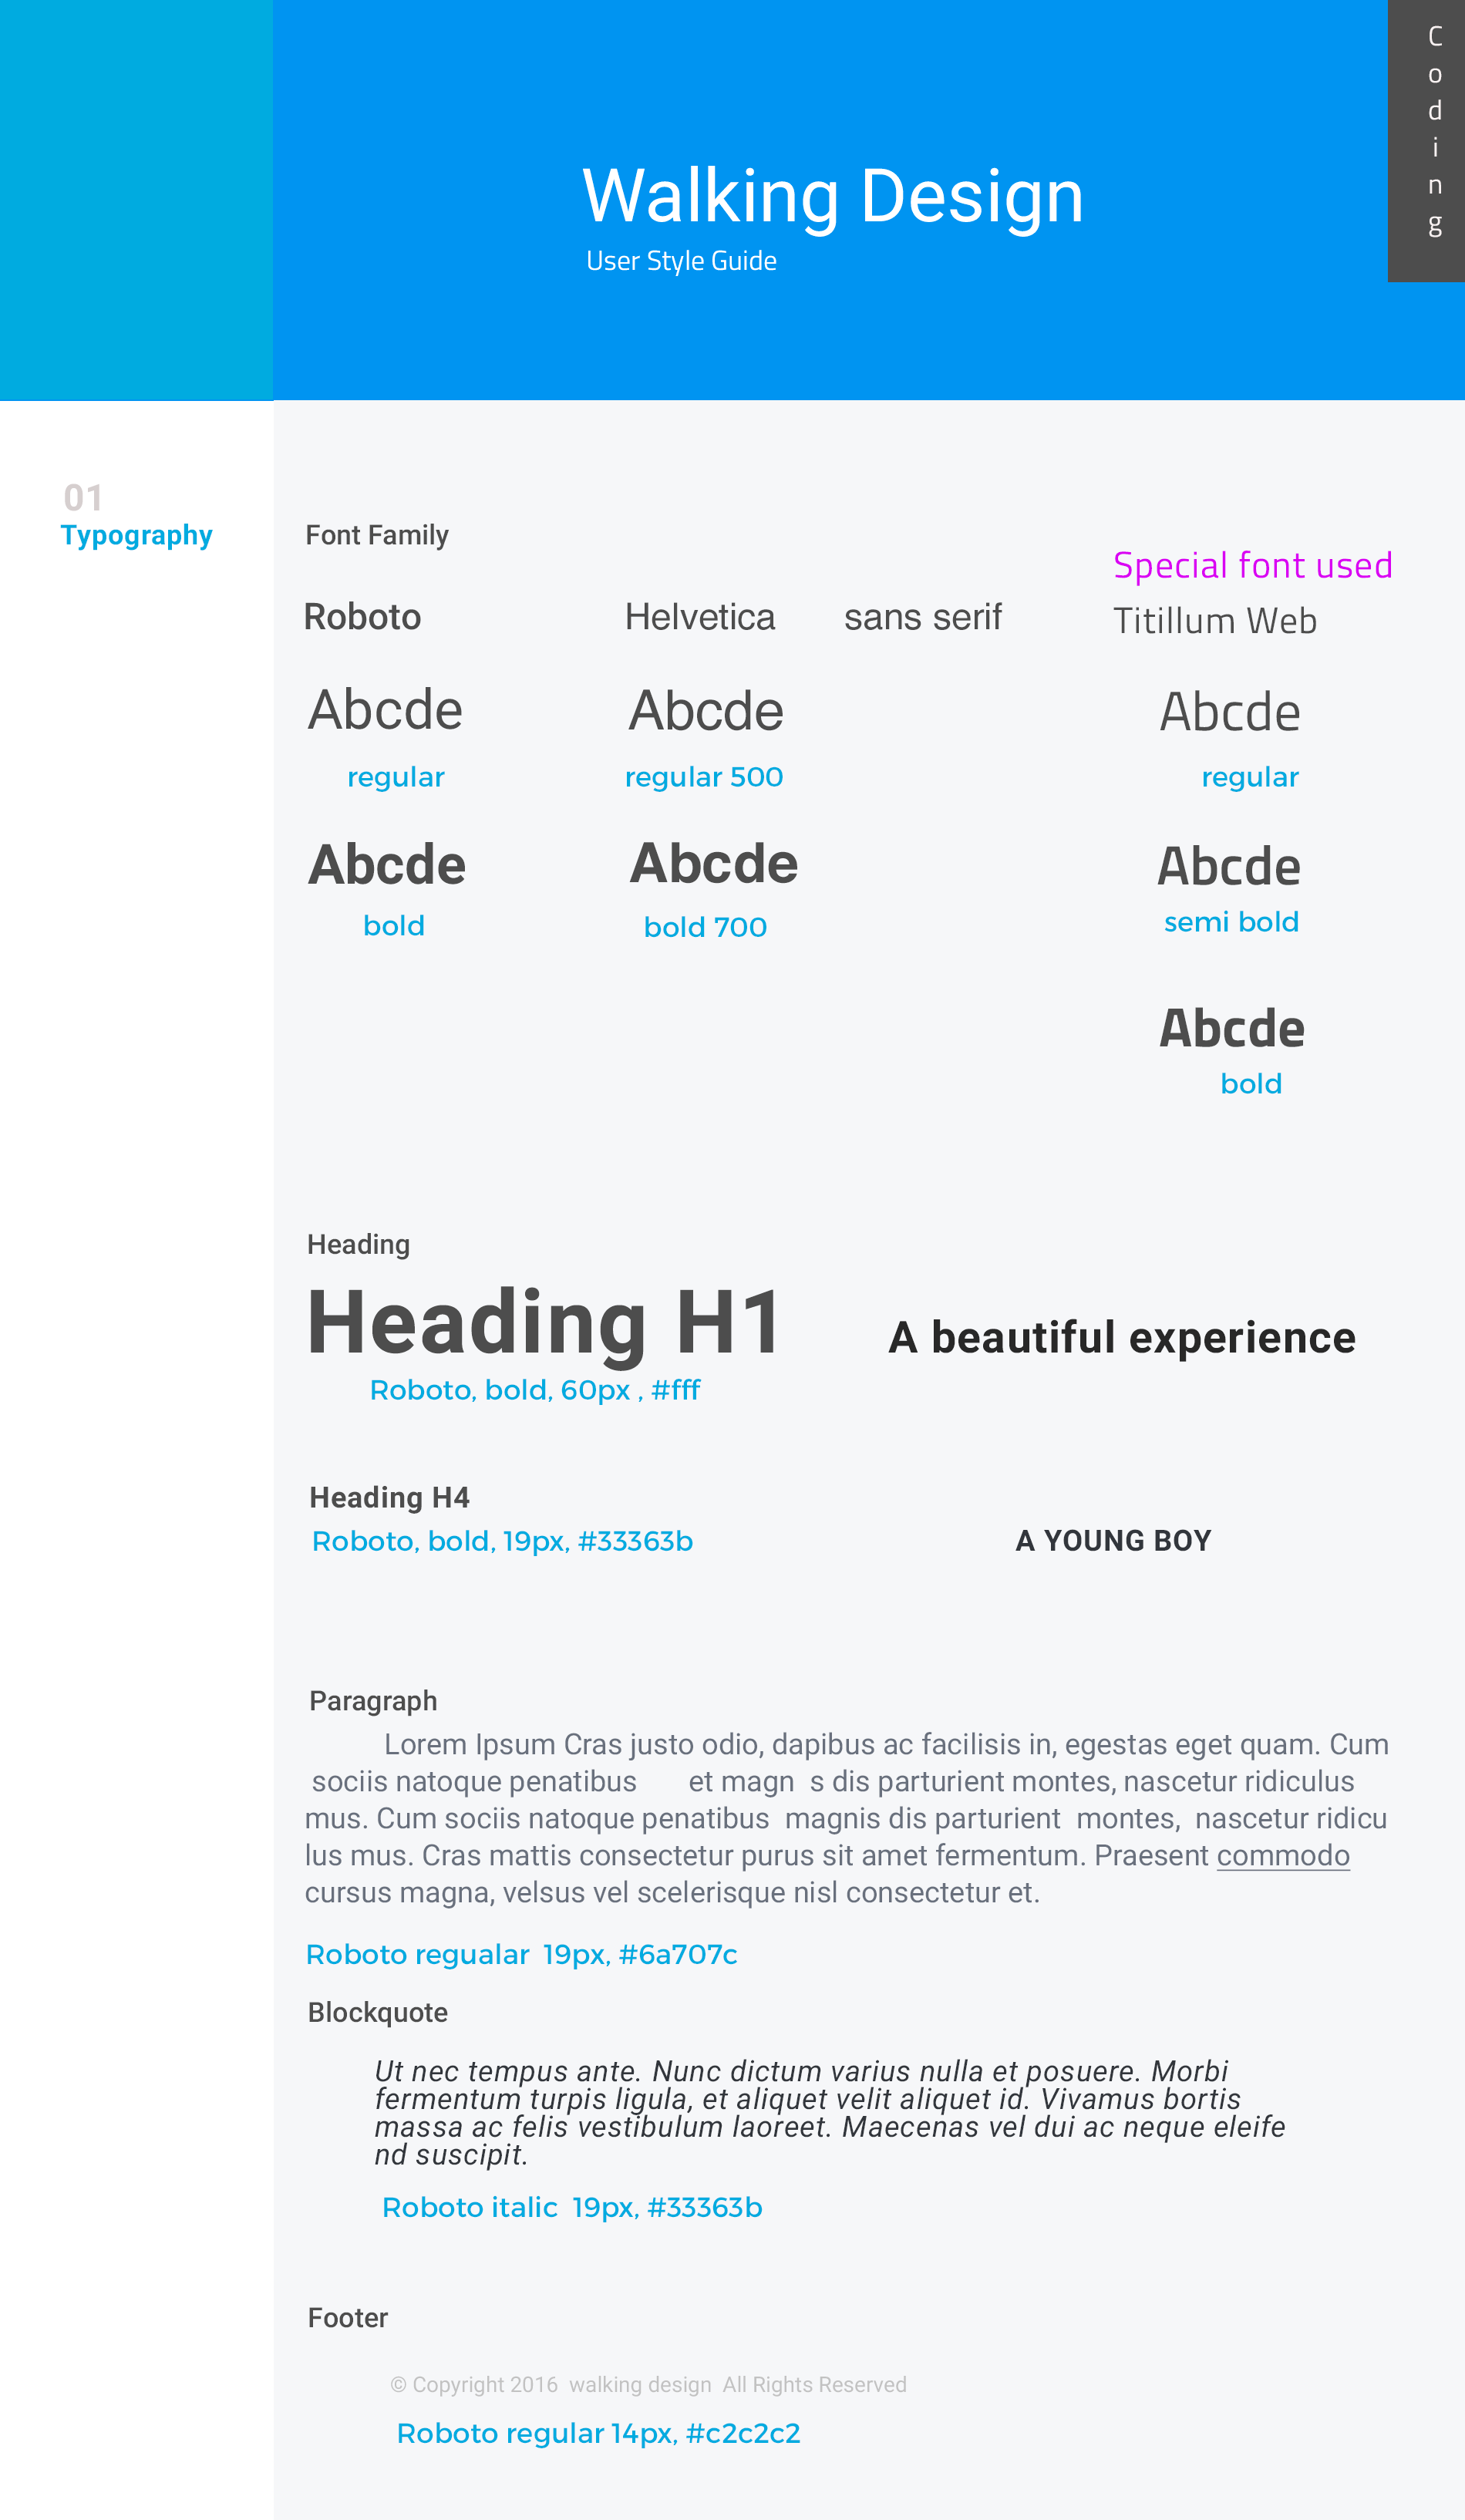 Coding
Walking Design
User Style Guide
01
Typography
Font Family
Special font used
Roboto
Helvetica
sans serif
Titillum Web
Abcde
Abcde
Abcde
regular
regular 500
regular
Abcde
Abcde
Abcde
bold
bold 700
semi bold
Abcde
bold
Heading
Heading H1
A beautiful experience
Roboto, bold, 60px , #fff
Heading H4
Roboto, bold, 19px, #33363b
A YOUNG BOY
Paragraph
Lorem Ipsum Cras justo odio, dapibus ac facilisis in, egestas eget quam. Cum
sociis natoque penatibus et magn s dis parturient montes, nascetur ridiculus
mus. Cum sociis natoque penatibus magnis dis parturient montes, nascetur ridicu
lus mus. Cras mattis consectetur purus sit amet fermentum. Praesent commodo
cursus magna, velsus vel scelerisque nisl consectetur et.
Roboto regualar 19px, #6a707c
Blockquote
Ut nec tempus ante. Nunc dictum varius nulla et posuere. Morbi
fermentum turpis ligula, et aliquet velit aliquet id. Vivamus bortis
massa ac felis vestibulum laoreet. Maecenas vel dui ac neque eleife
nd suscipit.
Roboto italic 19px, #33363b
Footer
© Copyright 2016 walking design All Rights Reserved
Roboto regular 14px, #c2c2c2